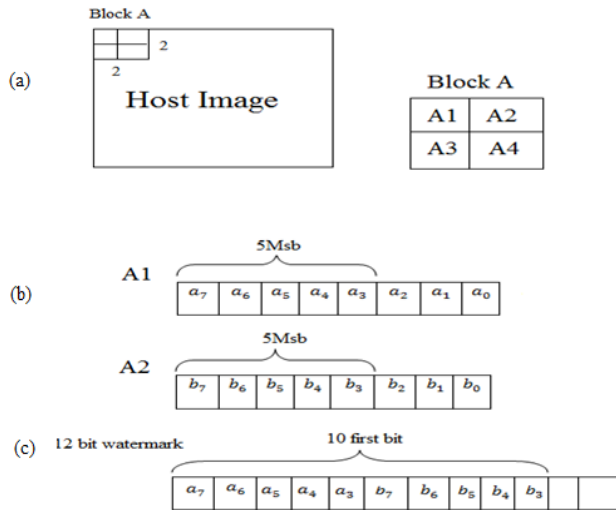 Block A
2
2
(a)
Host Image
Block A
A1 A2
A3 A4
5Msb
A1
(b)
a₇ a₆ a₅ a₄ a₃ a₂ a₁ a₀
5Msb
A2
b₇ b₆ b₅ b₄ b₃ b₂ b₁ b₀
(c)
12 bit watermark
10 first bit
a₇ a₆ a₅ a₄ a₃ b₇ b₆ b₅ b₄ b₃